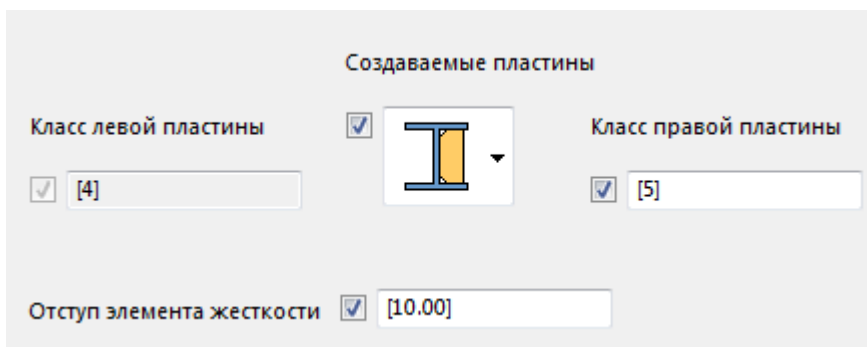 Создаваемые пластины
Класс левой пластины
Класс правой пластины
[4]
[5]
Отступ элемента жесткости
[10.00]